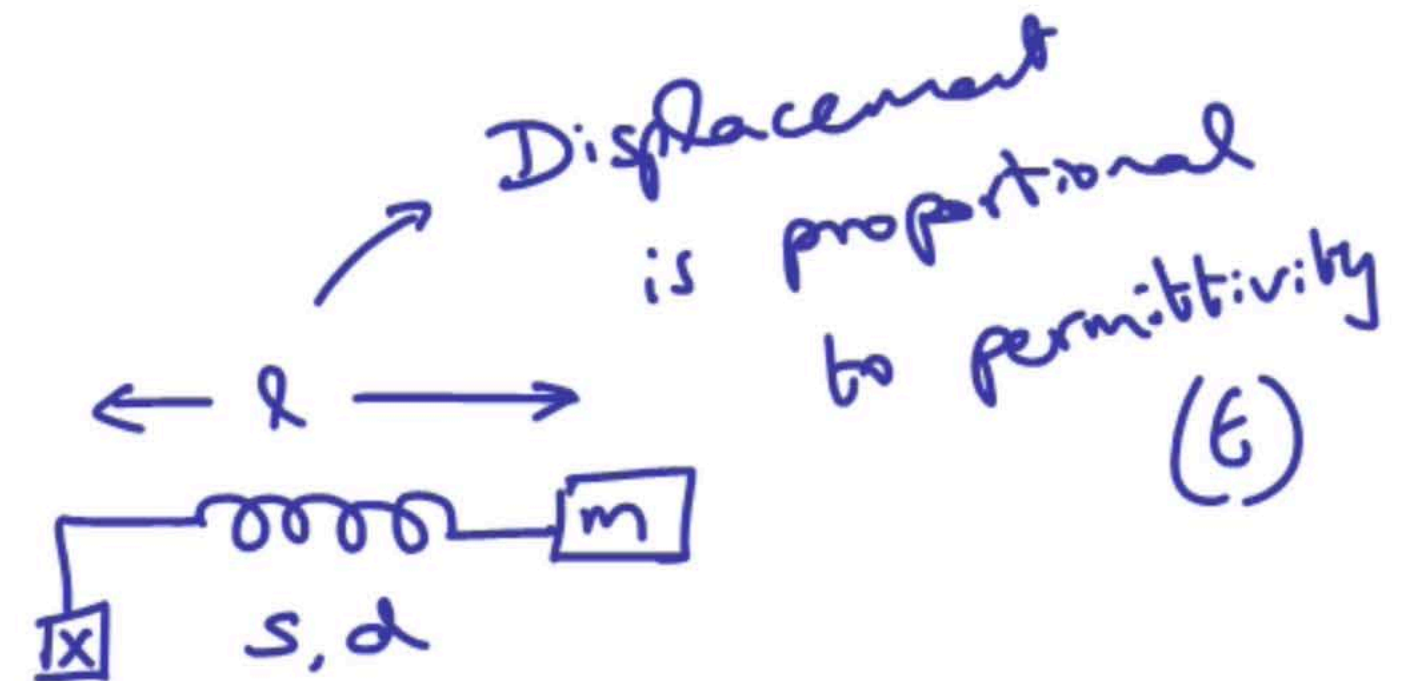 Displacement
is proportional
to permittivity
(ε)
l
m
s, d
x